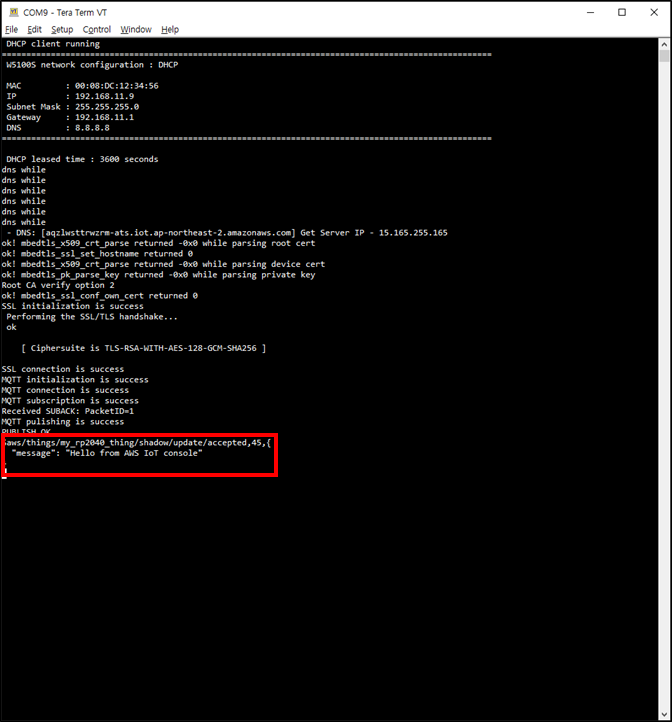 COM9 - Tera Term VT
File Edit Setup Control Window Help
DHCP client running
====================================================================================================
W5100S network configuration : DHCP
MAC : 00:08:DC:12:34:56
IP : 192.168.11.9
Subnet Mask : 255.255.255.0
Gateway : 192.168.11.1
DNS : 8.8.8.8
====================================================================================================
DHCP leased time : 3600 seconds
dns while
dns while
dns while
dns while
dns while
dns while
- DNS: [aqzlwsttrwzrm-ats.iot.ap-northeast-2.amazonaws.com] Get Server IP - 15.165.255.165
ok! mbedtls_x509_crt_parse returned -0x0 while parsing root cert
ok! mbedtls_ssl_set_hostname returned 0
ok! mbedtls_x509_crt_parse returned -0x0 while parsing device cert
ok! mbedtls_pk_parse_key returned -0x0 while parsing private key
Root CA verify option 2
ok! mbedtls_ssl_conf_own_cert returned 0
SSL initialization is success
Performing the SSL/TLS handshake...
ok
[ Ciphersuite is TLS-RSA-WITH-AES-128-GCM-SHA256 ]
SSL connection is success
MQTT initialization is success
MQTT connection is success
MQTT subscription is success
Received SUBACK: PacketID=1
MQTT pulishing is success
PUBLISH OK
$aws/things/my_rp2040_thing/shadow/update/accepted,45,{
"message": "Hello from AWS IoT console"